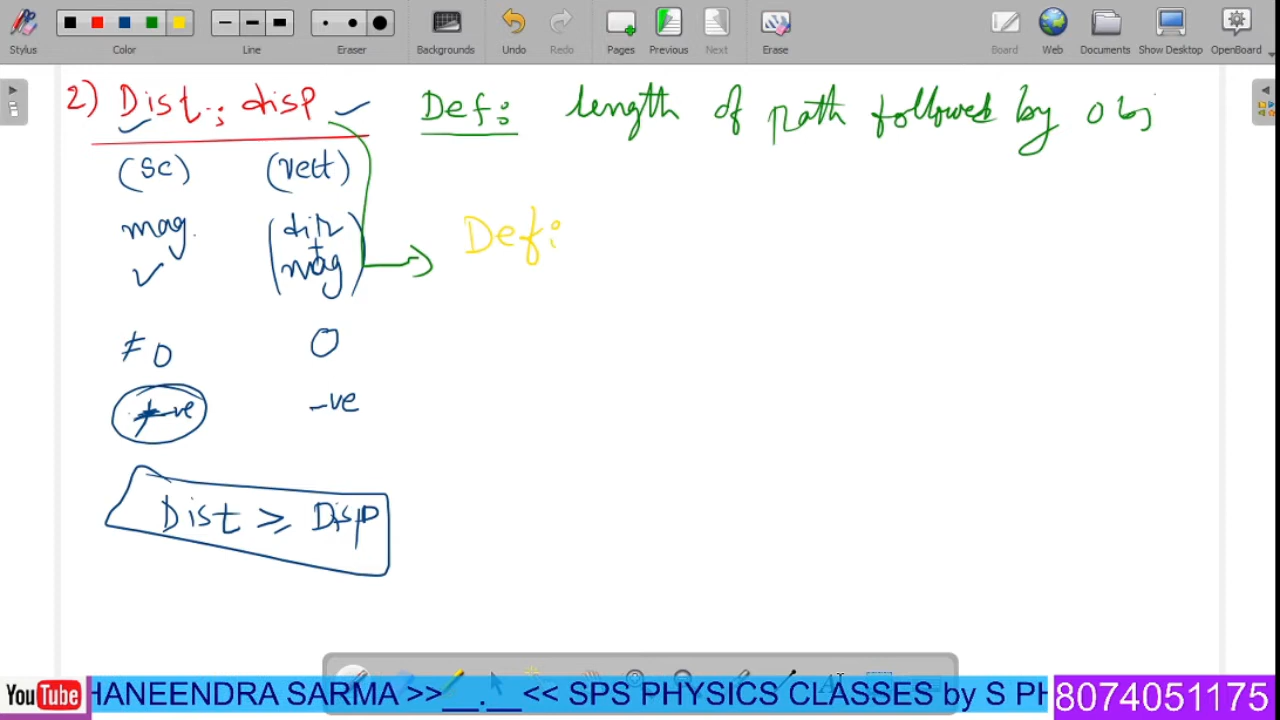 Stylus Color Line Eraser Backgrounds Undo Redo Pages Previous Next Erase Board Web Documents Show Desktop OpenBoard
2) Dist ; disp Def: length of path followed by obj
(sc) (vect)
mag. (dir
+
mag)
Def:
≠ 0 0
+ve -ve
Dist ≥ Disp
YouTube HANEENDRA SARMA >>__.__<< SPS PHYSICS CLASSES by S PH 8074051175